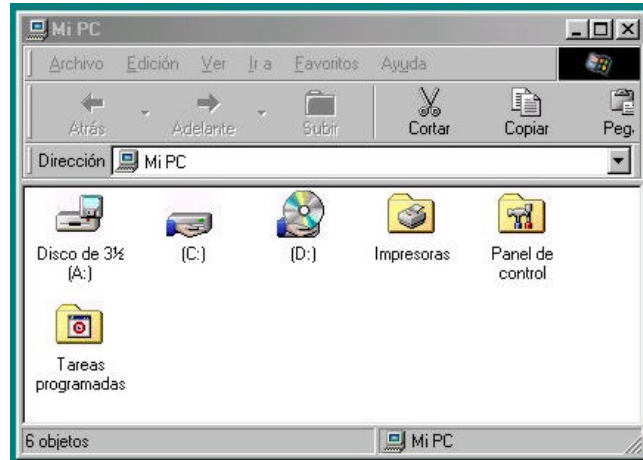 Mi PC
Archivo Edición Ver Ir a Favoritos Ayuda
Atrás Adelante Subir Cortar Copiar Peg.
Dirección Mi PC
Disco de 3½ (A:)
(C:)
(D:)
Impresoras
Panel de control
Tareas programadas
6 objetos Mi PC